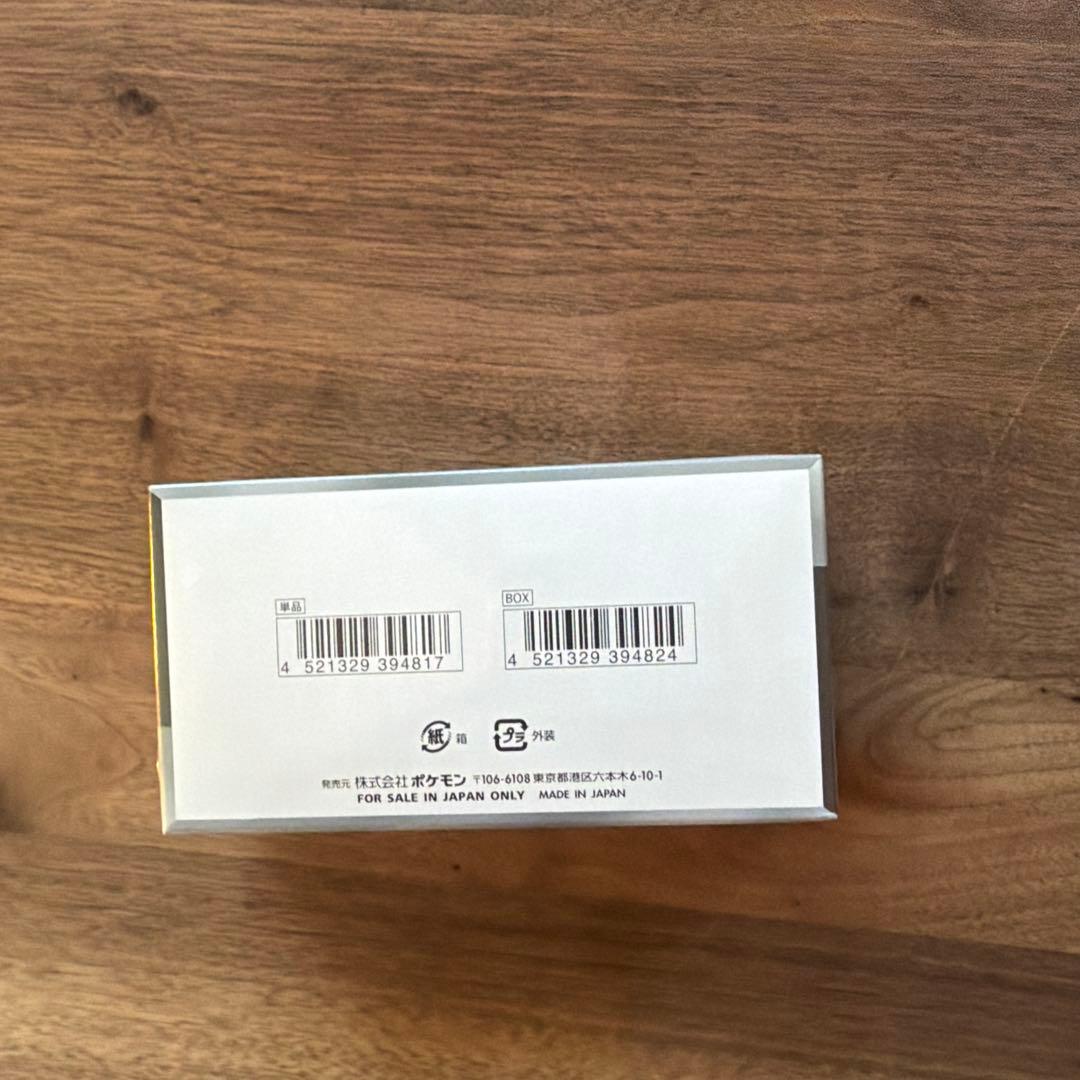 単品
4 521329 394817
BOX
4 521329 394824
紙 箱
プラ 外装
発売元 株式会社ポケモン 〒106-6108 東京都港区六本木6-10-1
FOR SALE IN JAPAN ONLY MADE IN JAPAN